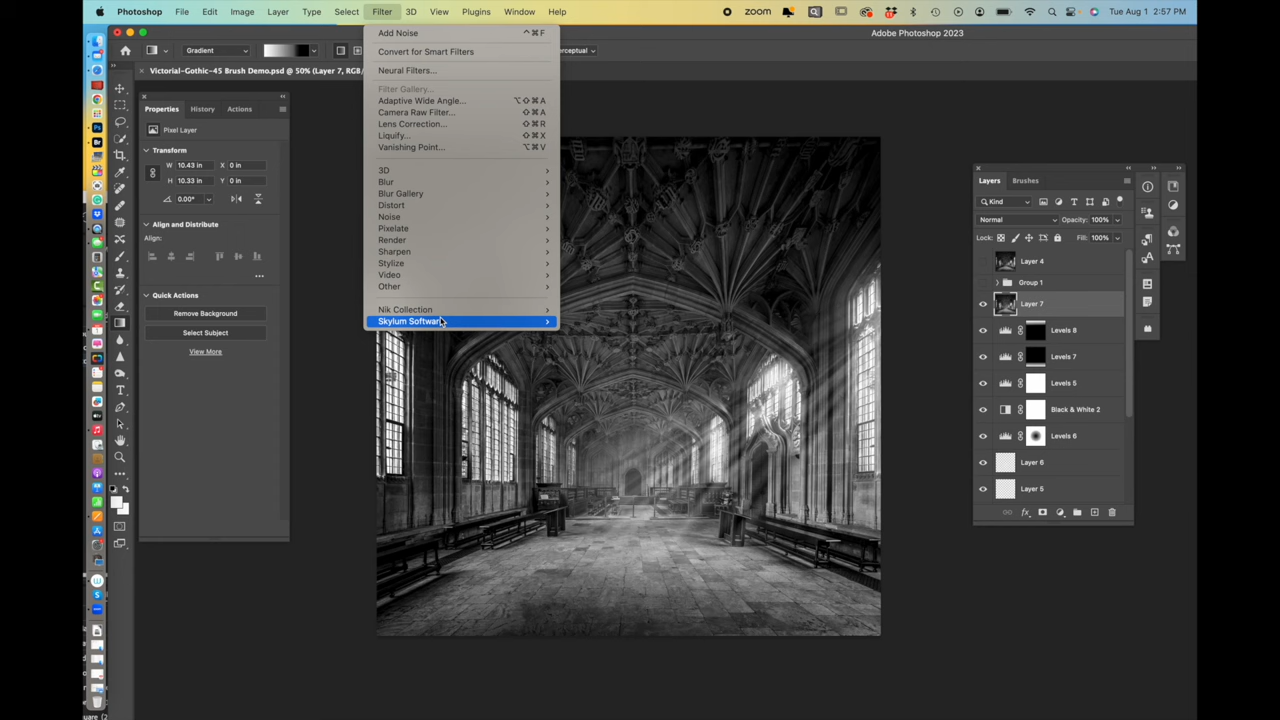 Photoshop File Edit Image Layer Type Select Filter 3D View Plugins Window Help zoom Tue Aug 1 2:57 PM
Adobe Photoshop 2023
Gradient
Victorial-Gothic-45 Brush Demo.psd @ 50% (Layer 7, RGB/
Properties History Actions
Pixel Layer
Transform
W 10.43 in X 0 in
H 10.33 in Y 0 in
0.00°
Align and Distribute
Align:
Quick Actions
Remove Background
Select Subject
View More
Add Noise ^⌘F
Convert for Smart Filters
Neural Filters...
Filter Gallery...
Adaptive Wide Angle... ⌥⇧⌘A
Camera Raw Filter... ⇧⌘A
Lens Correction... ⇧⌘R
Liquify... ⇧⌘X
Vanishing Point... ⌥⌘V
3D
Blur
Blur Gallery
Distort
Noise
Pixelate
Render
Sharpen
Stylize
Video
Other
Nik Collection
Skylum Software
Layers Brushes
Kind
Normal Opacity: 100%
Lock: Fill: 100%
Layer 4
Group 1
Layer 7
Levels 8
Levels 7
Levels 5
Black & White 2
Levels 6
Layer 6
Layer 5
fx